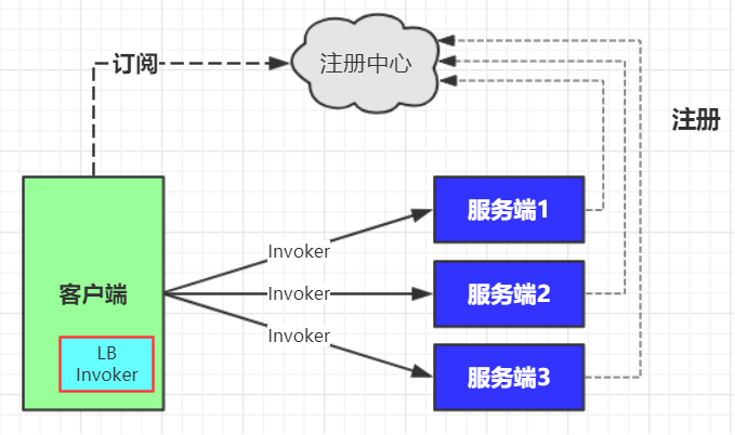 订阅
注册中心
注册
服务端1
Invoker
客户端
Invoker
服务端2
Invoker
LB
Invoker
服务端3